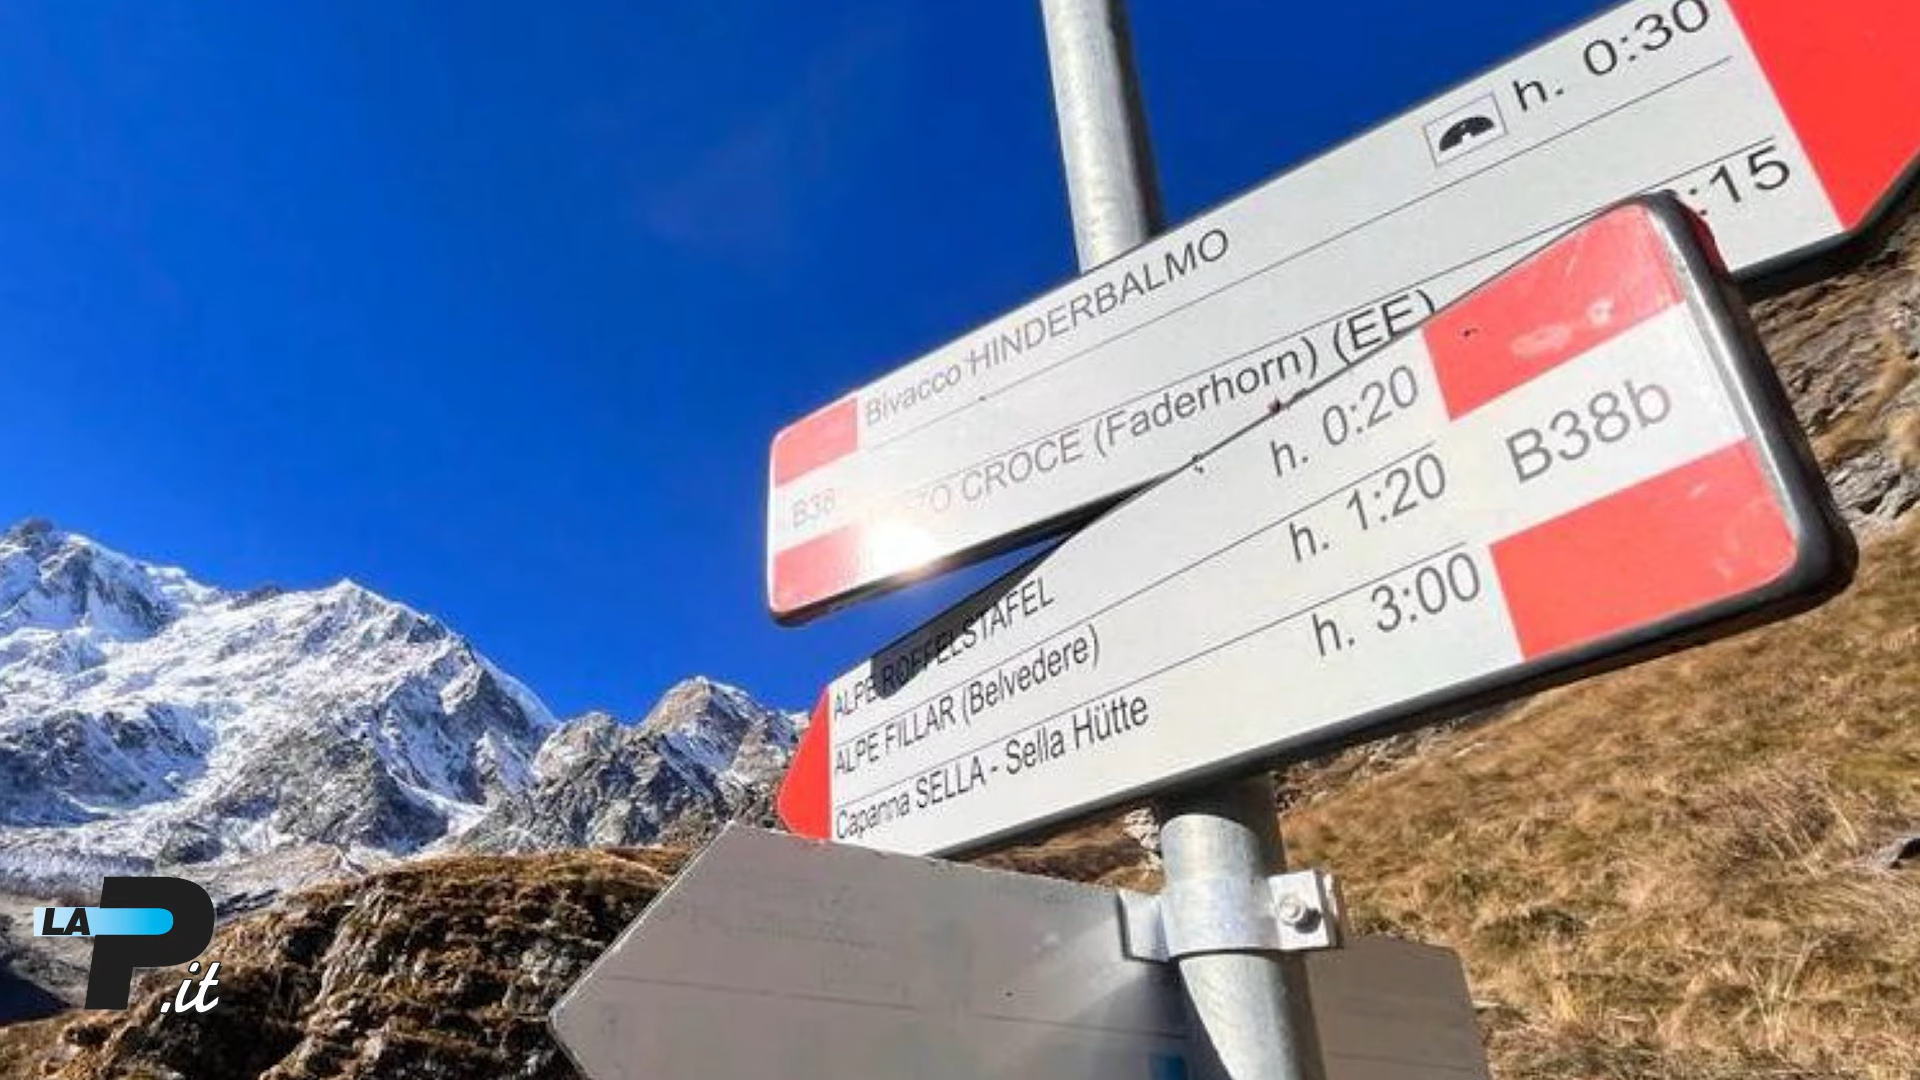 Bivacco HINDERBALMO h. 0:30
B38 CROCE (Faderhorn) (EE) :15
ALPE ROFFELSTAFEL h. 0:20
ALPE FILLAR (Belvedere) h. 1:20 B38b
Capanna SELLA - Sella Hütte h. 3:00
LA P.it